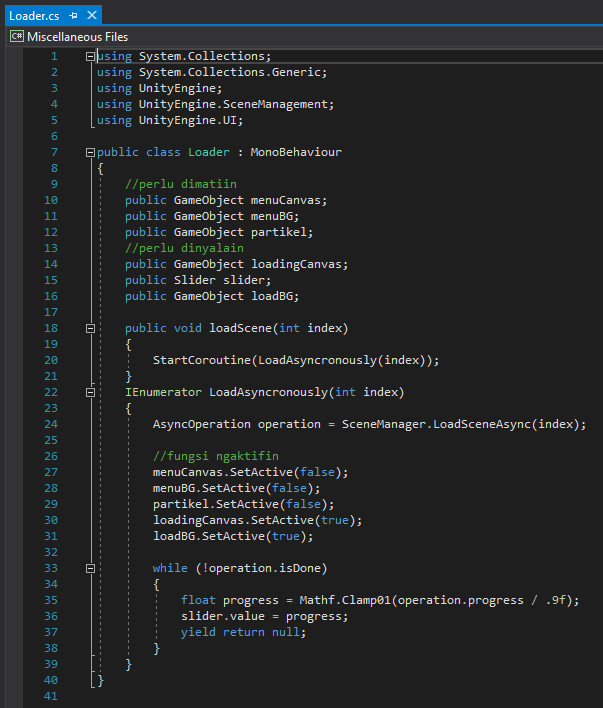 Loader.cs
C# Miscellaneous Files
1 using System.Collections;
2 using System.Collections.Generic;
3 using UnityEngine;
4 using UnityEngine.SceneManagement;
5 using UnityEngine.UI;
6
7 public class Loader : MonoBehaviour
8 {
9 //perlu dimatiin
10 public GameObject menuCanvas;
11 public GameObject menuBG;
12 public GameObject partikel;
13 //perlu dinyalain
14 public GameObject loadingCanvas;
15 public Slider slider;
16 public GameObject loadBG;
17
18 public void loadScene(int index)
19 {
20 StartCoroutine(LoadAsyncronously(index));
21 }
22 IEnumerator LoadAsyncronously(int index)
23 {
24 AsyncOperation operation = SceneManager.LoadSceneAsync(index);
25
26 //fungsi ngaktifin
27 menuCanvas.SetActive(false);
28 menuBG.SetActive(false);
29 partikel.SetActive(false);
30 loadingCanvas.SetActive(true);
31 loadBG.SetActive(true);
32
33 while (!operation.isDone)
34 {
35 float progress = Mathf.Clamp01(operation.progress / .9f);
36 slider.value = progress;
37 yield return null;
38 }
39 }
40 }
41